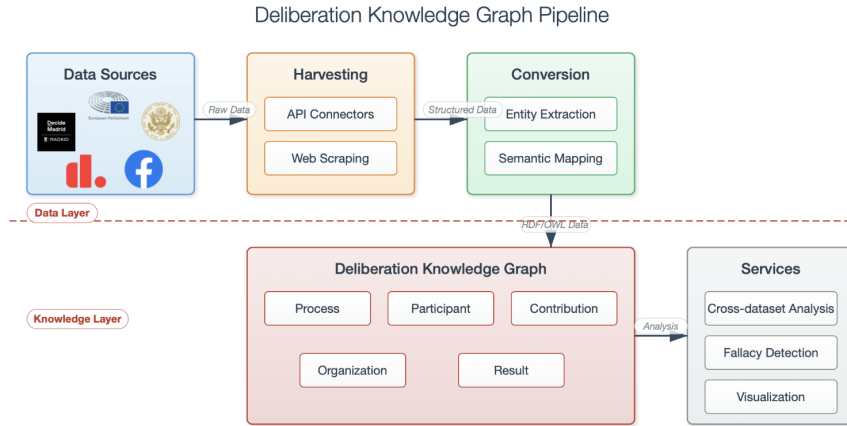 Deliberation Knowledge Graph Pipeline
Data Sources
European Parliament
Decide
Madrid
MADRID
Harvesting
API Connectors
Web Scraping
Conversion
Entity Extraction
Semantic Mapping
Raw Data
Structured Data
Data Layer
RDF/OWL Data
Deliberation Knowledge Graph
Process
Participant
Contribution
Organization
Result
Knowledge Layer
Analysis
Services
Cross-dataset Analysis
Fallacy Detection
Visualization